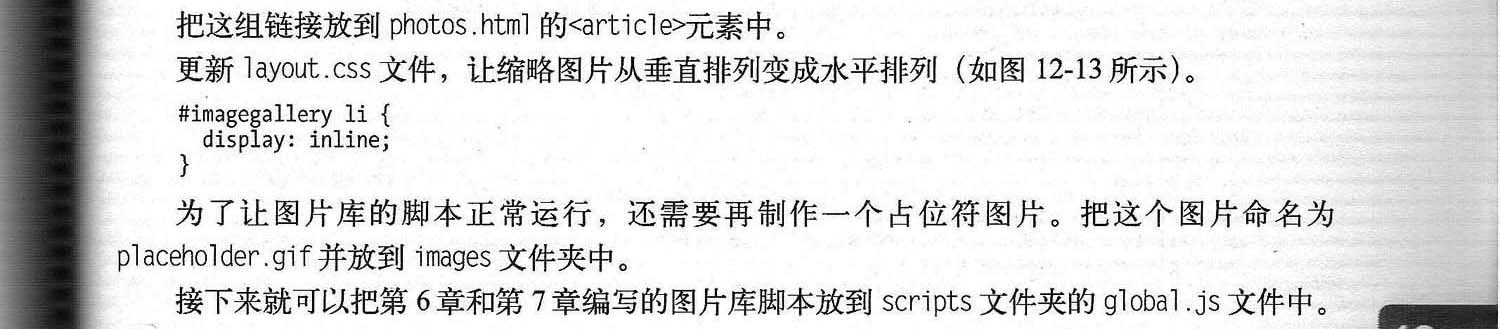 把这组链接放到 photos.html 的<article>元素中。
更新 layout.css 文件，让缩略图片从垂直排列变成水平排列（如图 12-13 所示）。
#imagegallery li {
  display: inline;
}
为了让图片库的脚本正常运行，还需要再制作一个占位符图片。把这个图片命名为
placeholder.gif 并放到 images 文件夹中。
接下来就可以把第 6 章和第 7 章编写的图片库脚本放到 scripts 文件夹的 global.js 文件中。